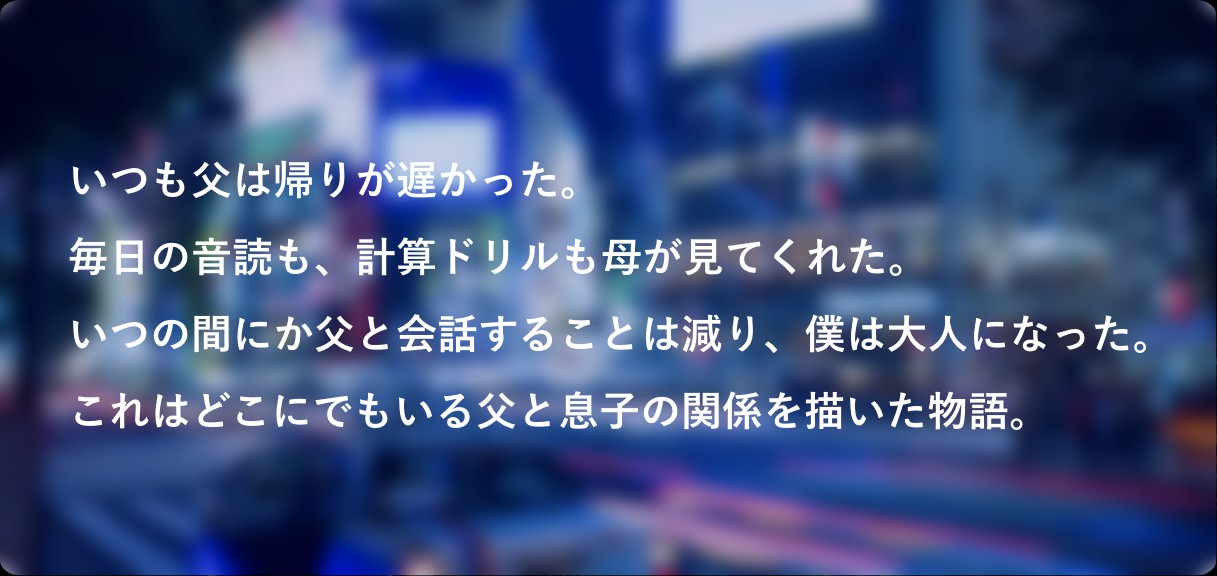 いつも父は帰りが遅かった。
毎日の音読も、計算ドリルも母が見てくれた。
いつの間にか父と会話することは減り、僕は大人になった。
これはどこにでもいる父と息子の関係を描いた物語。